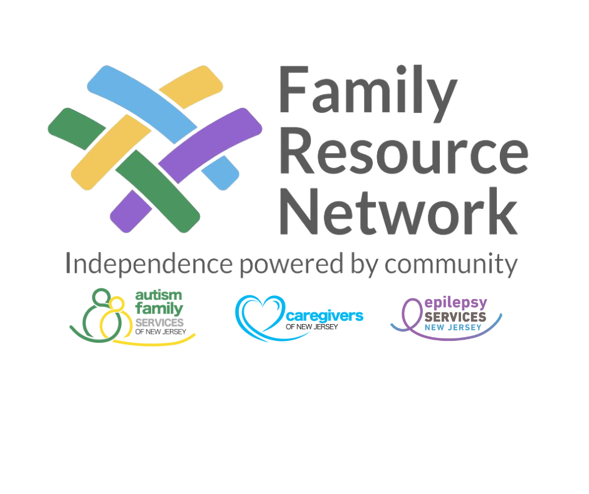 Family
Resource
Network
Independence powered by community
autism
family
SERVICES
OF NEW JERSEY
caregivers
OF NEW JERSEY
epilepsy
SERVICES
NEW JERSEY